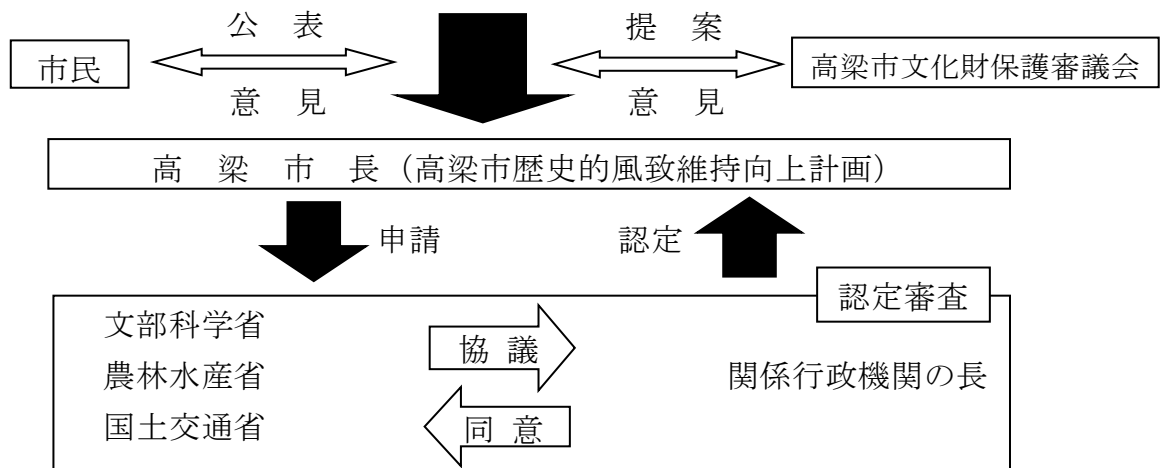 公 表
提 案
市民
高梁市文化財保護審議会
意 見
意 見
高 梁 市 長（高梁市歴史的風致維持向上計画）
申請
認定
認定審査
文部科学省
協 議
農林水産省
関係行政機関の長
国土交通省
同 意